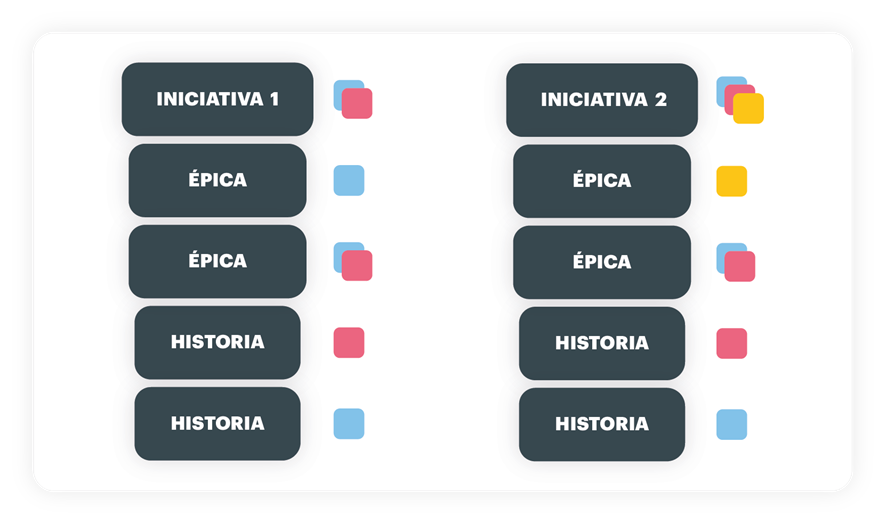 INICIATIVA 1
ÉPICA
ÉPICA
HISTORIA
HISTORIA
INICIATIVA 2
ÉPICA
ÉPICA
HISTORIA
HISTORIA